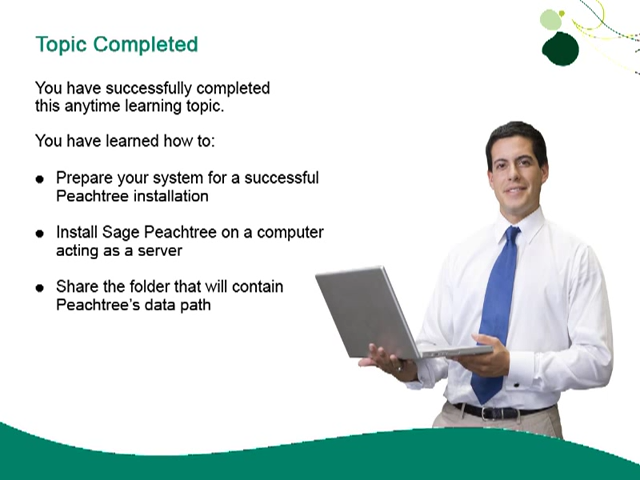 Topic Completed
You have successfully completed
this anytime learning topic.
You have learned how to:
● Prepare your system for a successful
Peachtree installation
● Install Sage Peachtree on a computer
acting as a server
● Share the folder that will contain
Peachtree's data path